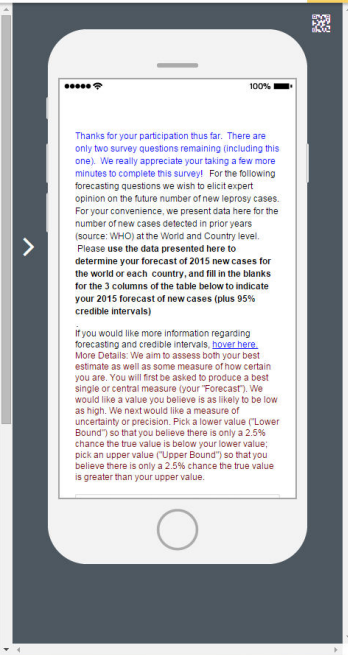 100%
Thanks for your participation thus far. There are
only two survey questions remaining (including this
one). We really appreciate your taking a few more
minutes to complete this survey! For the following
forecasting questions we wish to elicit expert
opinion on the future number of new leprosy cases.
For your convenience, we present data here for the
number of new cases detected in prior years
(source: WHO) at the World and Country level.
Please use the data presented here to
determine your forecast of 2015 new cases for
the world or each country, and fill in the blanks
for the 3 columns of the table below to indicate
your 2015 forecast of new cases (plus 95%
credible intervals)
.
If you would like more information regarding
forecasting and credible intervals, hover here.
More Details: We aim to assess both your best
estimate as well as some measure of how certain
you are. You will first be asked to produce a best
single or central measure (your "Forecast"). We
would like a value you believe is as likely to be low
as high. We next would like a measure of
uncertainty or precision. Pick a lower value ("Lower
Bound") so that you believe there is only a 2.5%
chance the true value is below your lower value;
pick an upper value ("Upper Bound") so that you
believe there is only a 2.5% chance the true value
is greater than your upper value.